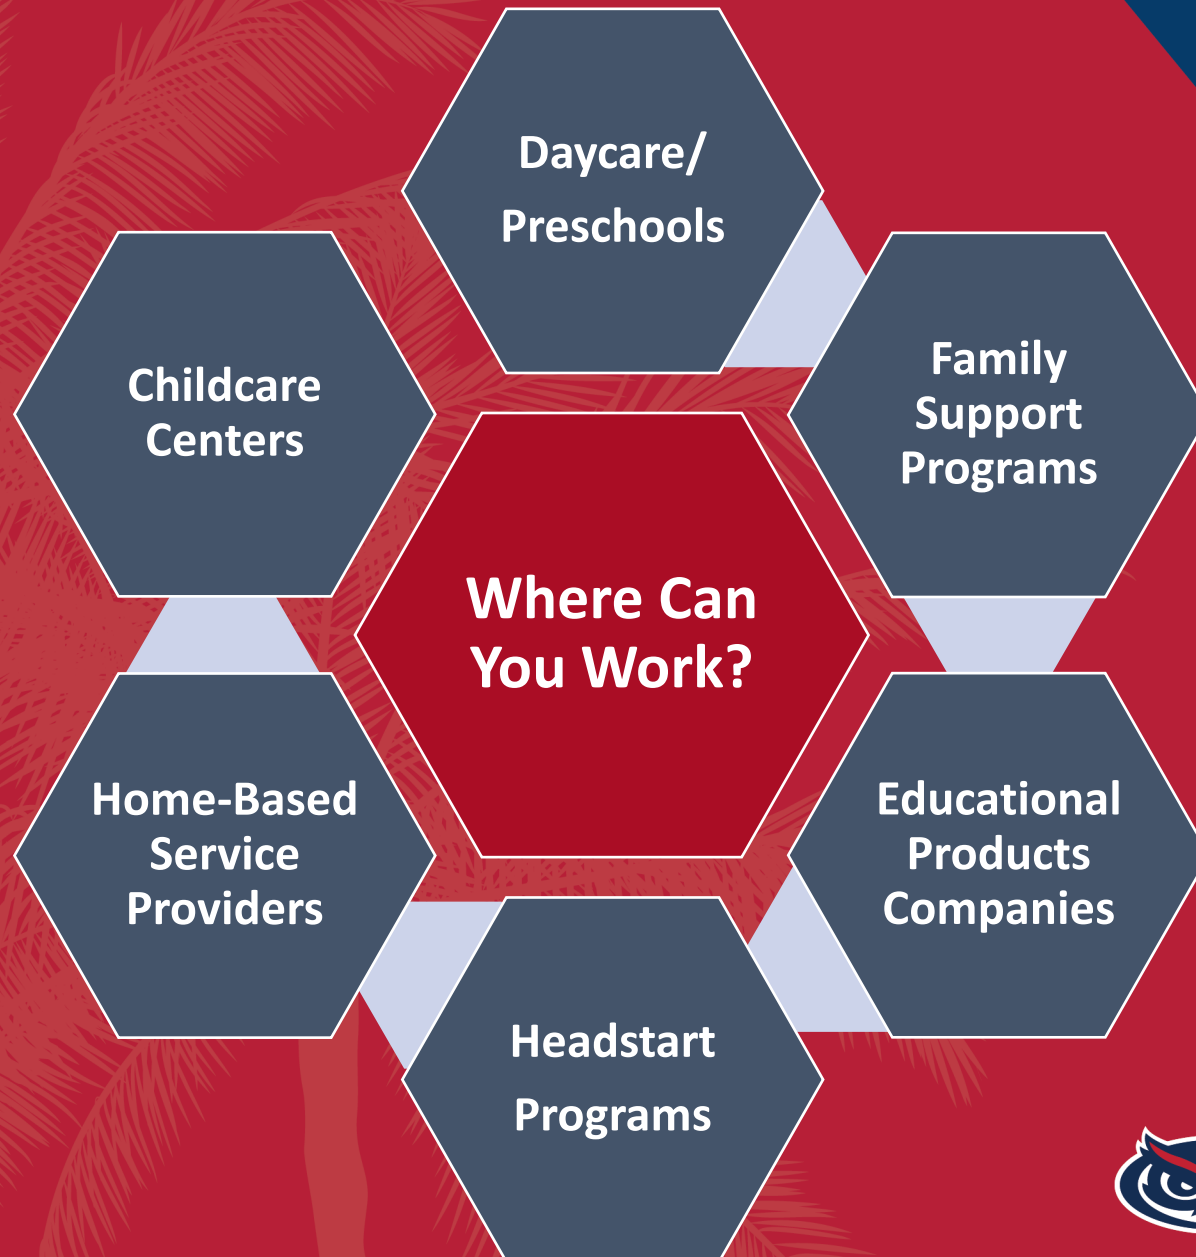 Daycare/
Preschools
Family
Support
Programs
Childcare
Centers
Where Can
You Work?
Educational
Products
Companies
Home-Based
Service
Providers
Headstart
Programs